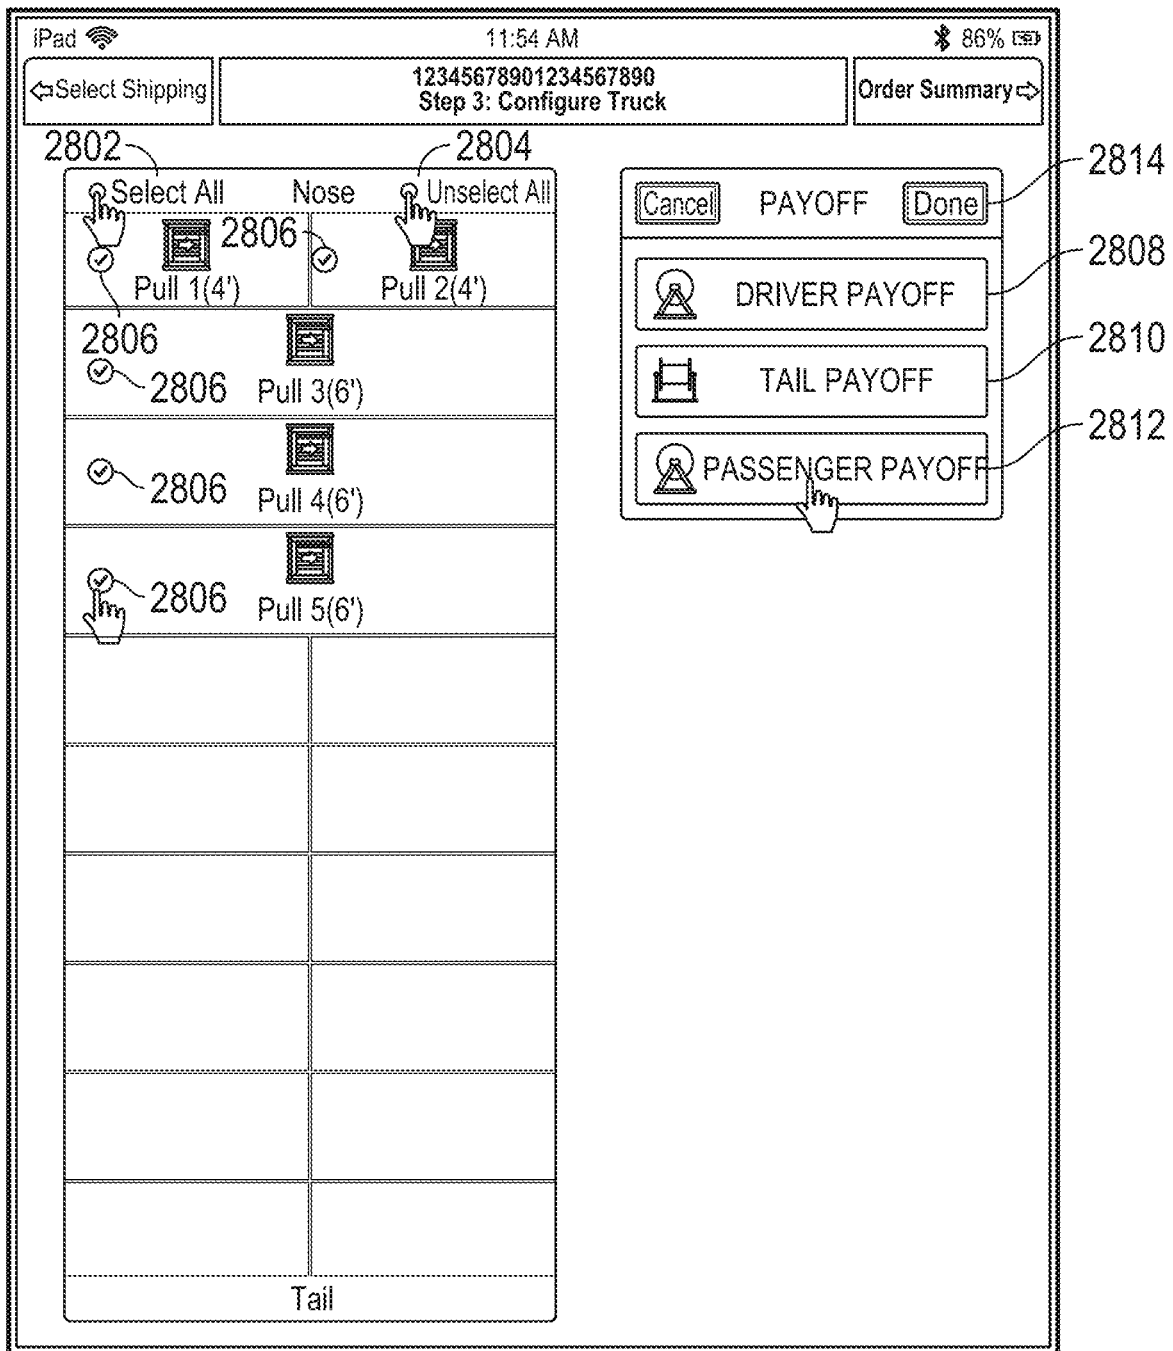 iPad 11:54 AM 86%
Select Shipping
12345678901234567890
Step 3: Configure Truck
Order Summary
2802
2804
Select All Nose Unselect All
2806
Pull 1(4') Pull 2(4')
2806
2806
Pull 3(6')
2806
Pull 4(6')
2806
Pull 5(6')
Tail
2814
Cancel PAYOFF Done
2808
DRIVER PAYOFF
2810
TAIL PAYOFF
2812
PASSENGER PAYOFF